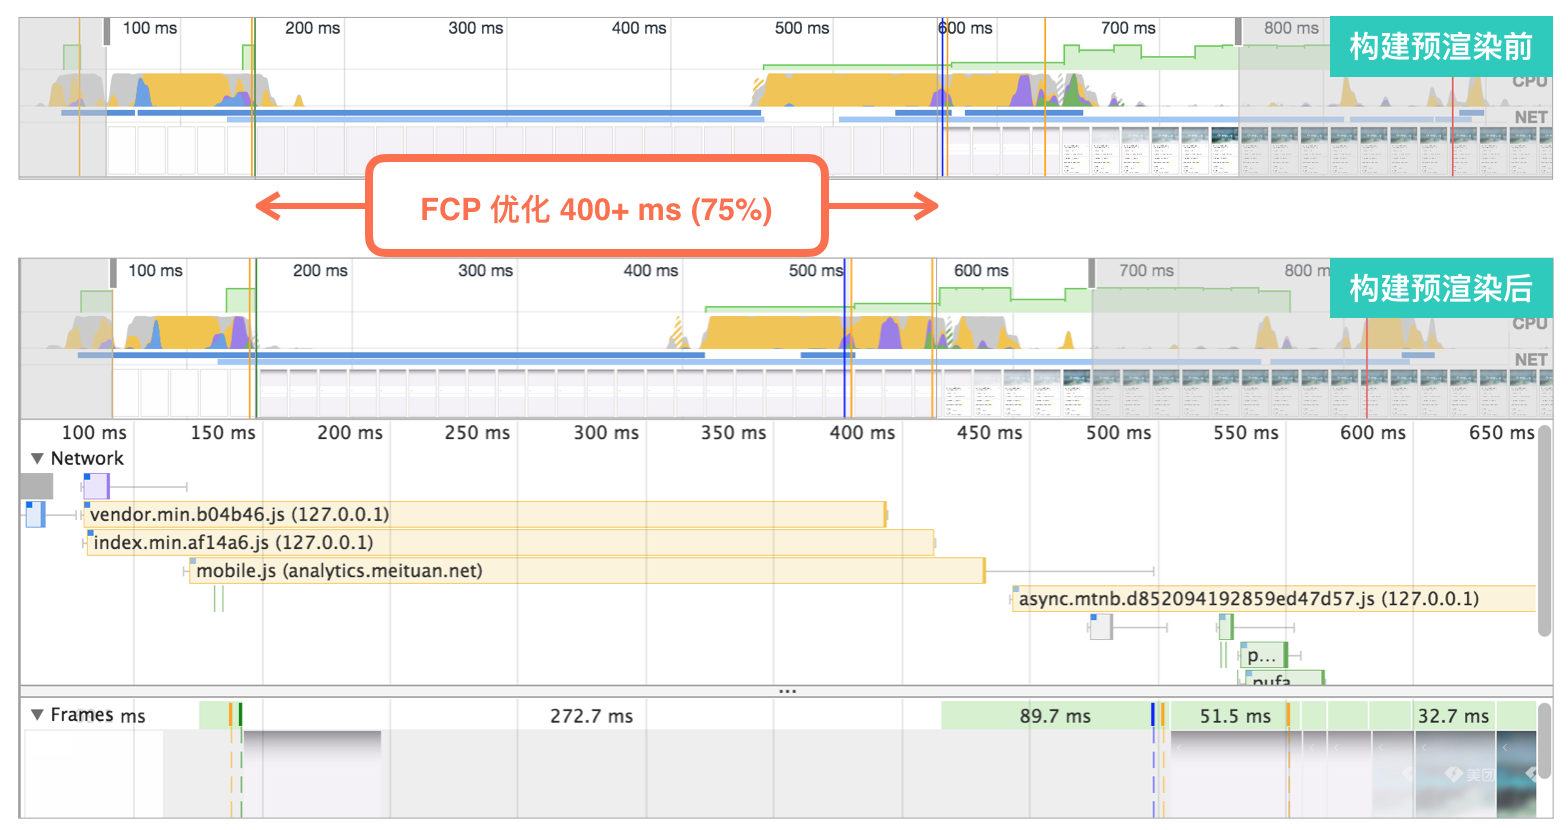 100 ms 200 ms 300 ms 400 ms 500 ms 600 ms 700 ms 800 ms
构建预渲染前
CPU
NET
FCP 优化 400+ ms (75%)
100 ms 200 ms 300 ms 400 ms 500 ms 600 ms 700 ms 800 m
构建预渲染后
CPU
NET
100 ms 150 ms 200 ms 250 ms 300 ms 350 ms 400 ms 450 ms 500 ms 550 ms 600 ms 650 ms
▼ Network
vendor.min.b04b46.js (127.0.0.1)
index.min.af14a6.js (127.0.0.1)
mobile.js (analytics.meituan.net)
async.mtnb.d852094192859ed47d57.js (127.0.0.1)
p...
...
▼ Frames ms 272.7 ms 89.7 ms 51.5 ms 32.7 ms
美团